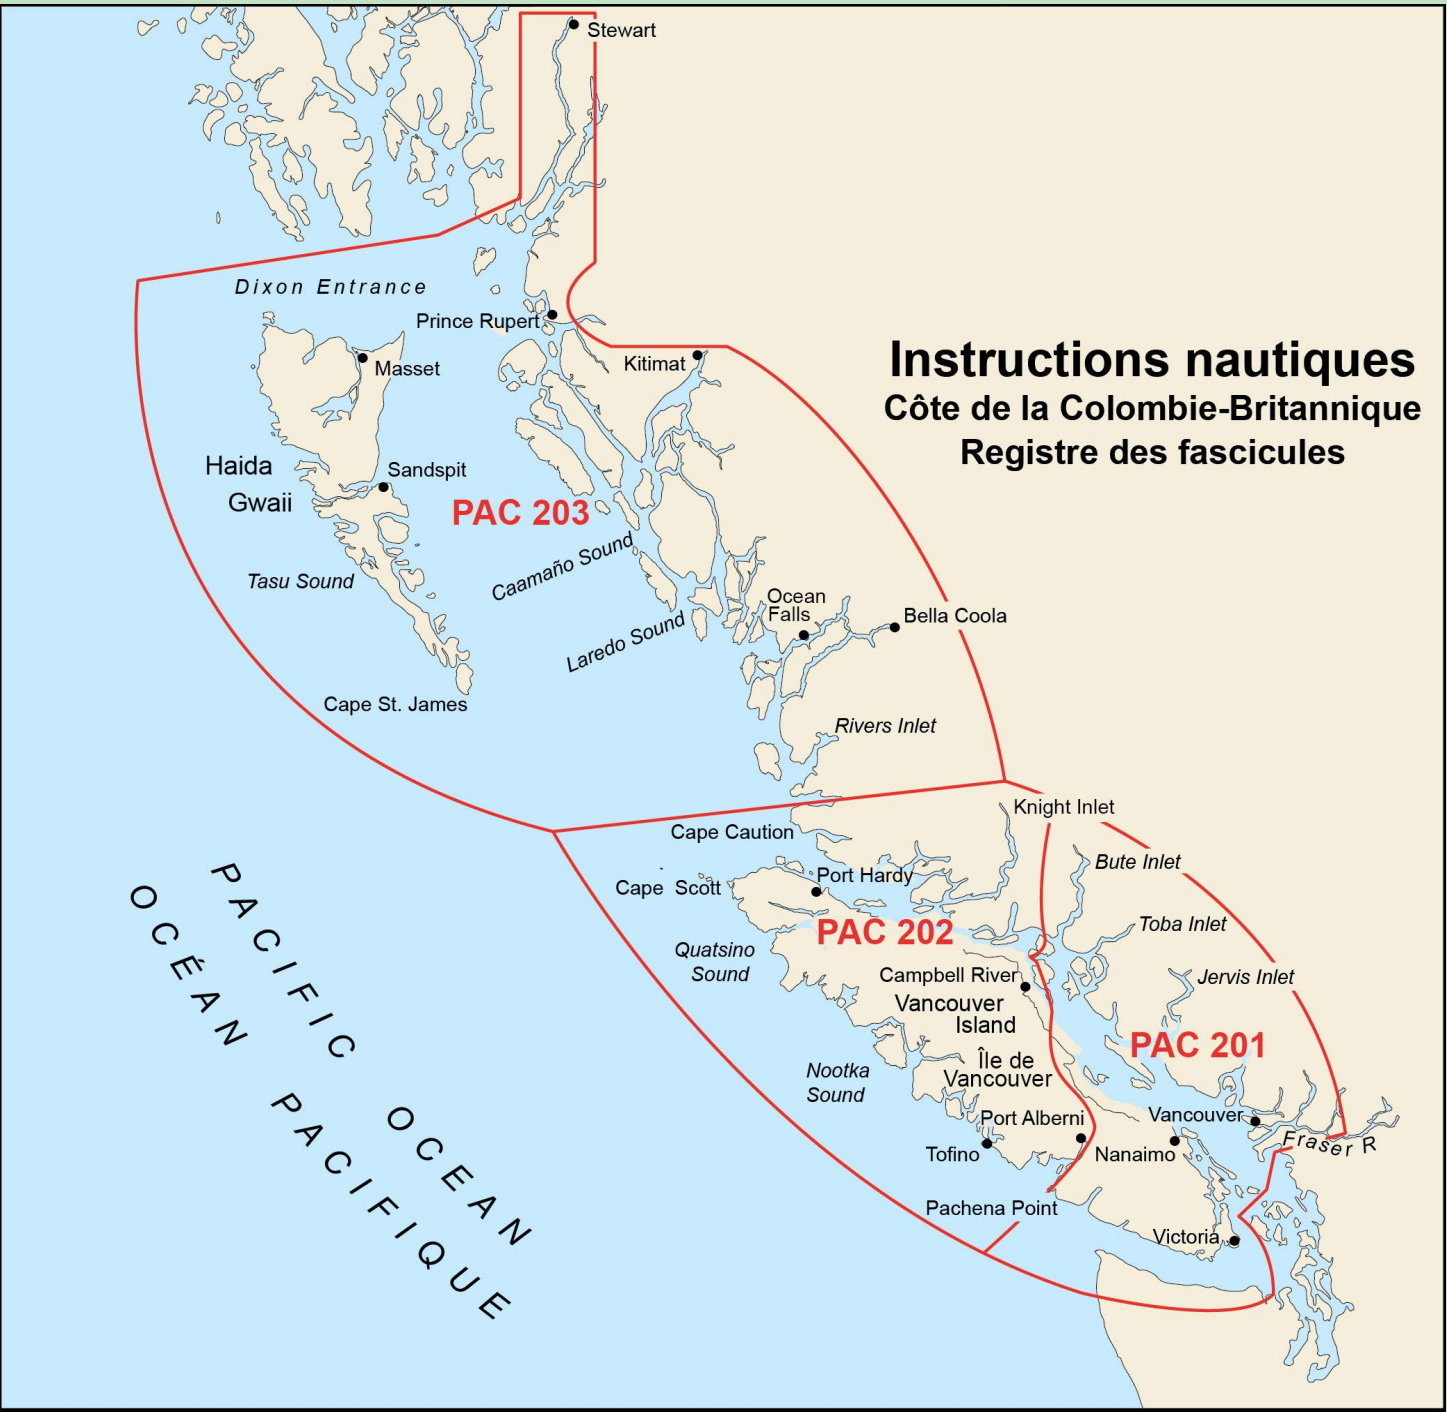 Stewart
Dixon Entrance
Prince Rupert
Masset
Kitimat
Instructions nautiques
Côte de la Colombie-Britannique
Registre des fascicules
Haida
Gwaii
Sandspit
PAC 203
Caamaño Sound
Tasu Sound
Laredo Sound
Ocean
Falls
Bella Coola
Cape St. James
Rivers Inlet
Knight Inlet
Cape Caution
Bute Inlet
Port Hardy
Cape Scott
PAC 202
Toba Inlet
Quatsino
Sound
Campbell River
Jervis Inlet
Vancouver
Island
PAC 201
Île de
Vancouver
Nootka
Sound
Port Alberni
Vancouver
Fraser R
Tofino
Nanaimo
Pachena Point
Victoria
PACIFIC OCEAN
OCÉAN PACIFIQUE